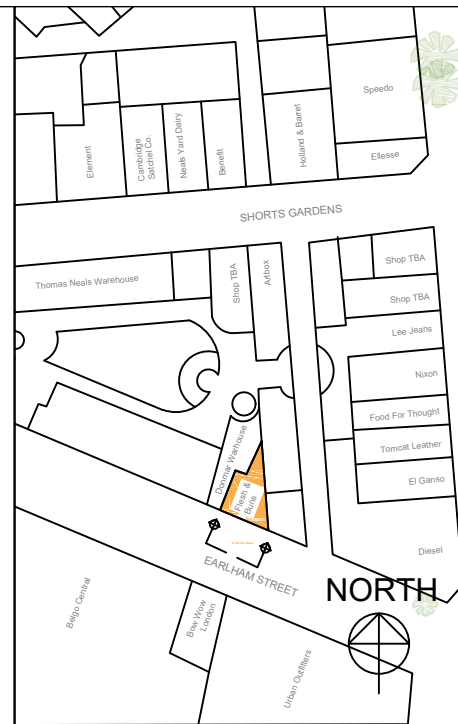 Speedo
Element
Cambridge
Satchel Co.
Neals Yard Dairy
Benefit
Holland & Barret
Ellesse
SHORTS GARDENS
Thomas Neals Warehouse
Shop TBA
Artbox
Shop TBA
Shop TBA
Lee Jeans
Nixon
Food For Thought
Tomcat Leather
El Ganso
Donmar Warhouse
Flesh &
Buns
Diesel
EARLHAM STREET
NORTH
Belgo Central
Bow Wow
London
Urban Outfitters